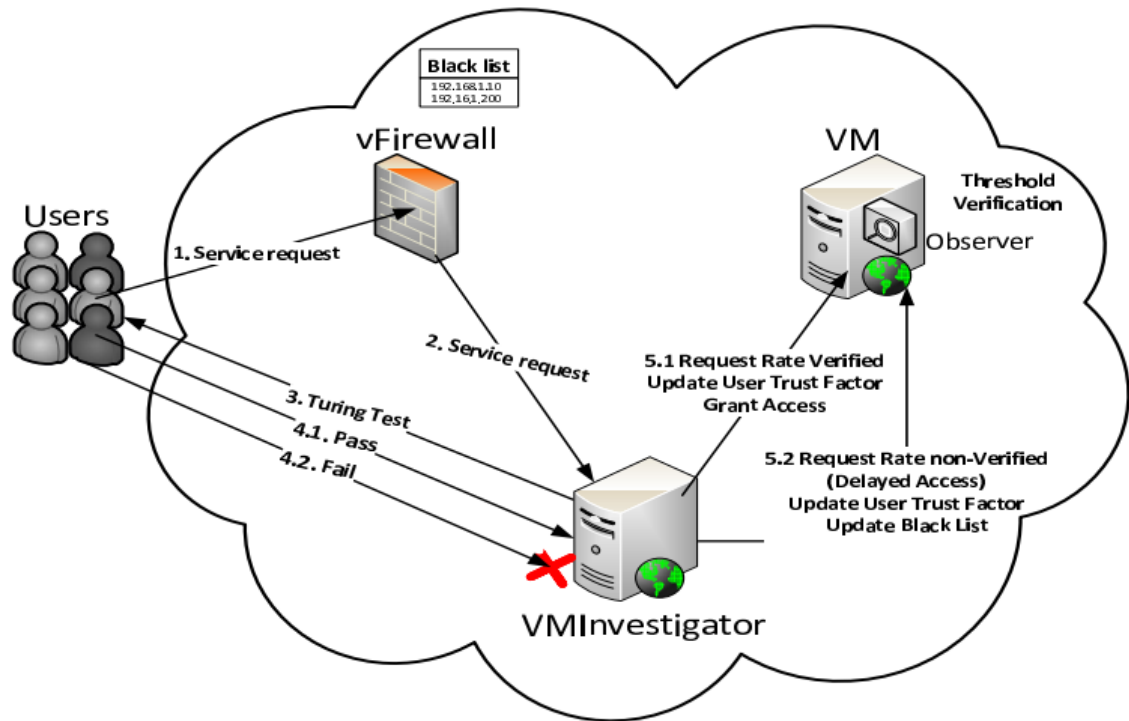 Black list
192.168.1.10
192.16.1.200
vFirewall
VM
Threshold
Verification
Observer
Users
1. Service request
2. Service request
3. Turing Test
4.1. Pass
4.2. Fail
5.1 Request Rate Verified
Update User Trust Factor
Grant Access
5.2 Request Rate non-Verified
(Delayed Access)
Update User Trust Factor
Update Black List
VMInvestigator